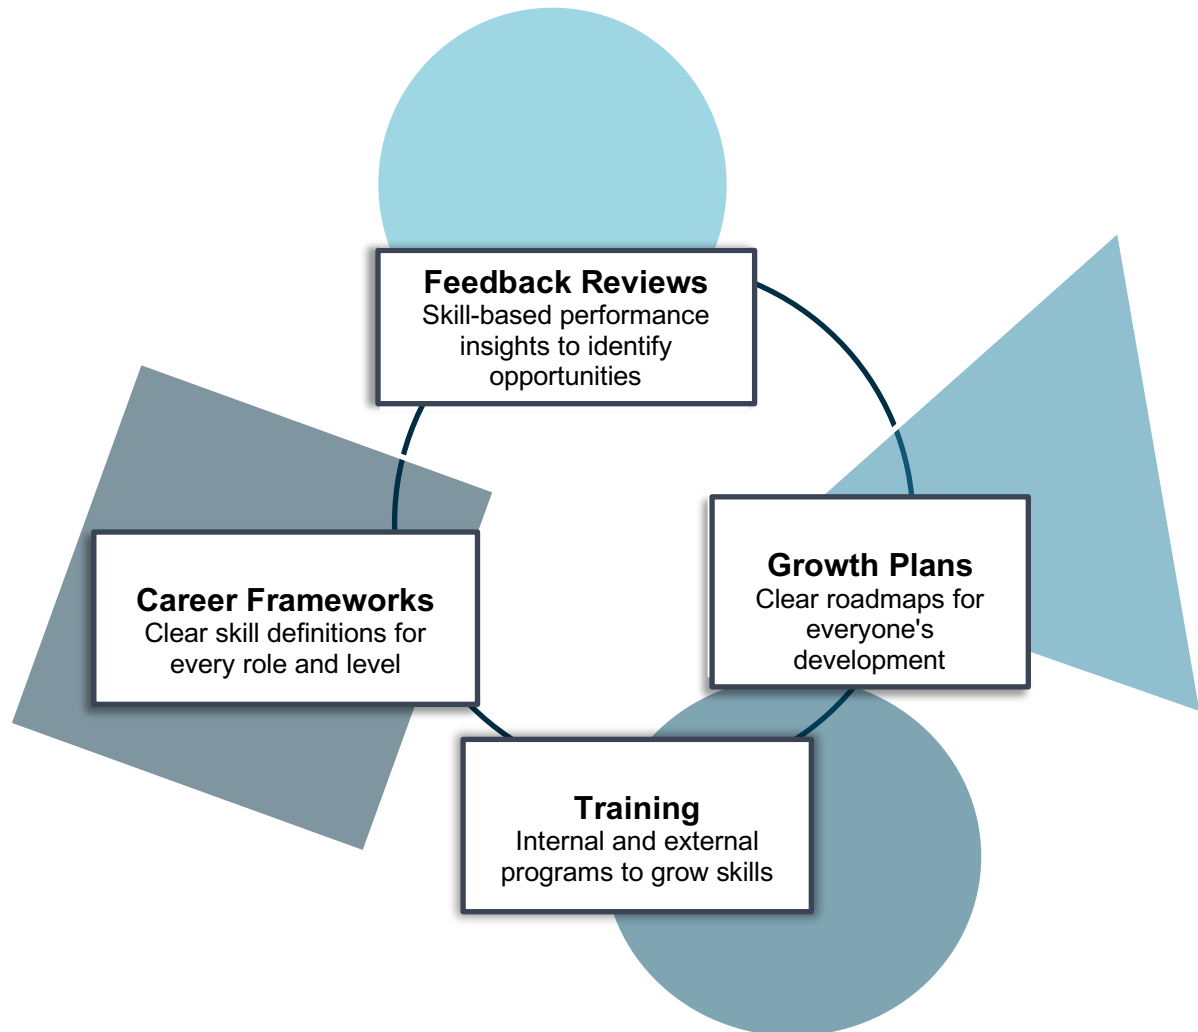 Feedback Reviews
Skill-based performance
insights to identify
opportunities
Growth Plans
Clear roadmaps for
everyone's
development
Career Frameworks
Clear skill definitions for
every role and level
Training
Internal and external
programs to grow skills